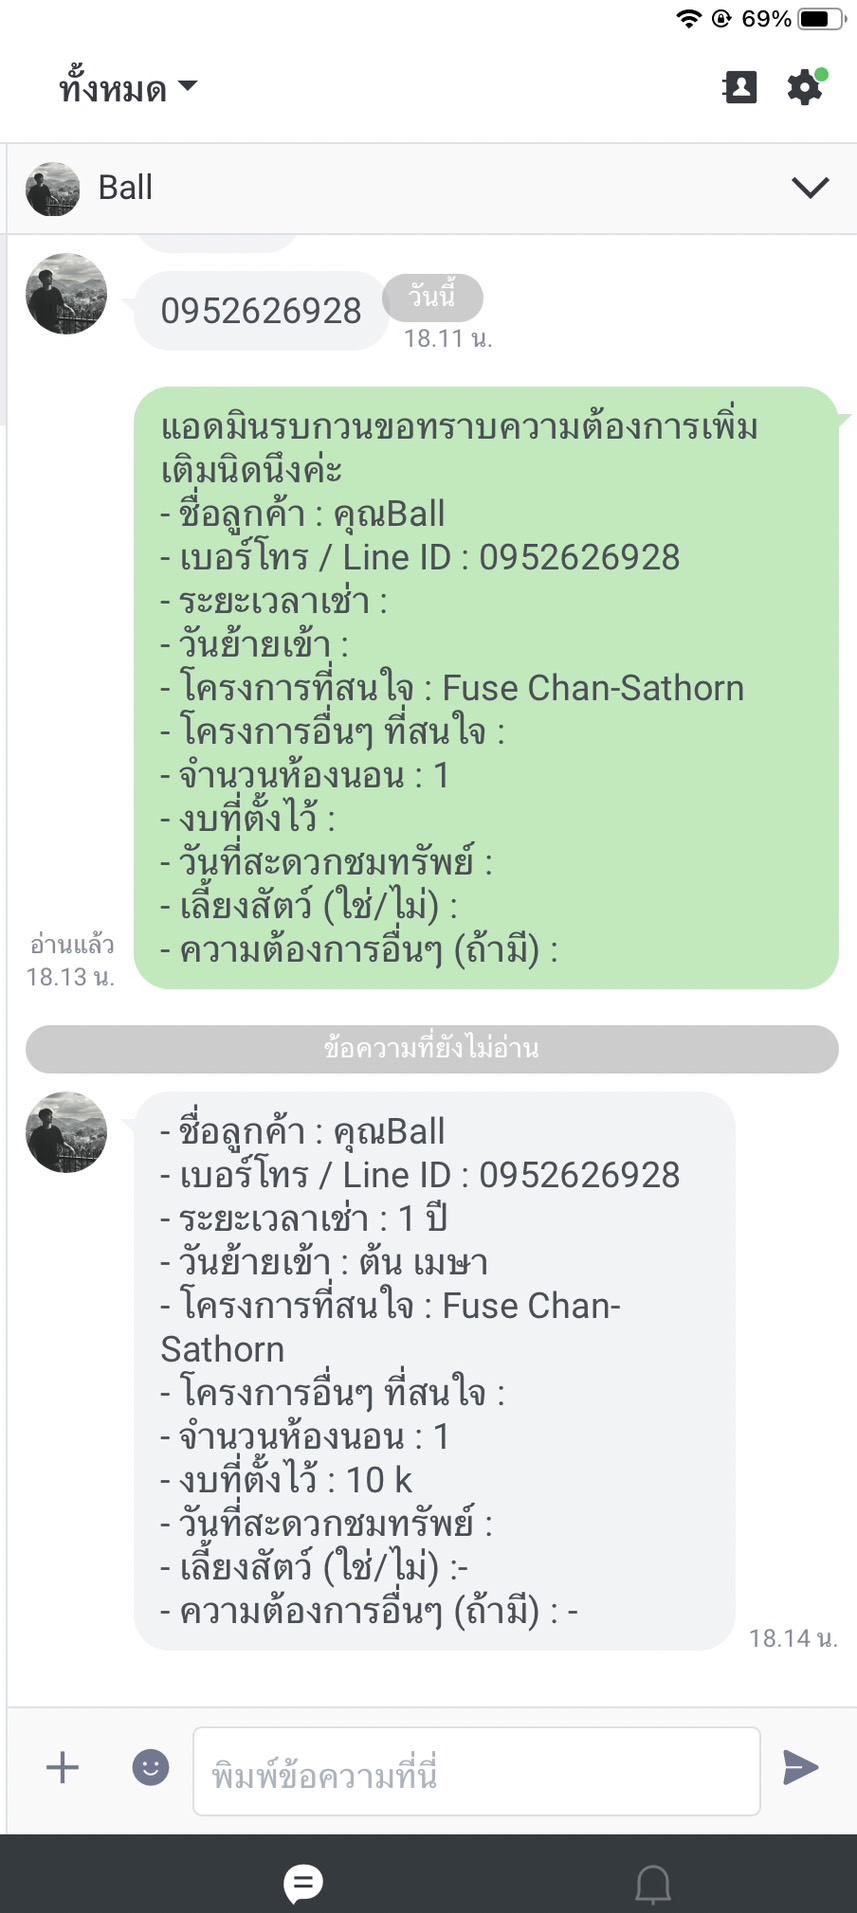 69%
ทั้งหมด
Ball
0952626928
วันนี้
18.11 น.
แอดมินรบกวนขอทราบความต้องการเพิ่ม
เติมนิดนึงค่ะ
- ชื่อลูกค้า : คุณBall
- เบอร์โทร / Line ID : 0952626928
- ระยะเวลาเช่า :
- วันย้ายเข้า :
- โครงการที่สนใจ : Fuse Chan-Sathorn
- โครงการอื่นๆ ที่สนใจ :
- จำนวนห้องนอน : 1
- งบที่ตั้งไว้ :
- วันที่สะดวกชมทรัพย์ :
- เลี้ยงสัตว์ (ใช่/ไม่) :
- ความต้องการอื่นๆ (ถ้ามี) :
อ่านแล้ว
18.13 น.
ข้อความที่ยังไม่อ่าน
- ชื่อลูกค้า : คุณBall
- เบอร์โทร / Line ID : 0952626928
- ระยะเวลาเช่า : 1 ปี
- วันย้ายเข้า : ต้น เมษา
- โครงการที่สนใจ : Fuse Chan-
Sathorn
- โครงการอื่นๆ ที่สนใจ :
- จำนวนห้องนอน : 1
- งบที่ตั้งไว้ : 10 k
- วันที่สะดวกชมทรัพย์ :
- เลี้ยงสัตว์ (ใช่/ไม่) :-
- ความต้องการอื่นๆ (ถ้ามี) : -
18.14 น.
พิมพ์ข้อความที่นี่